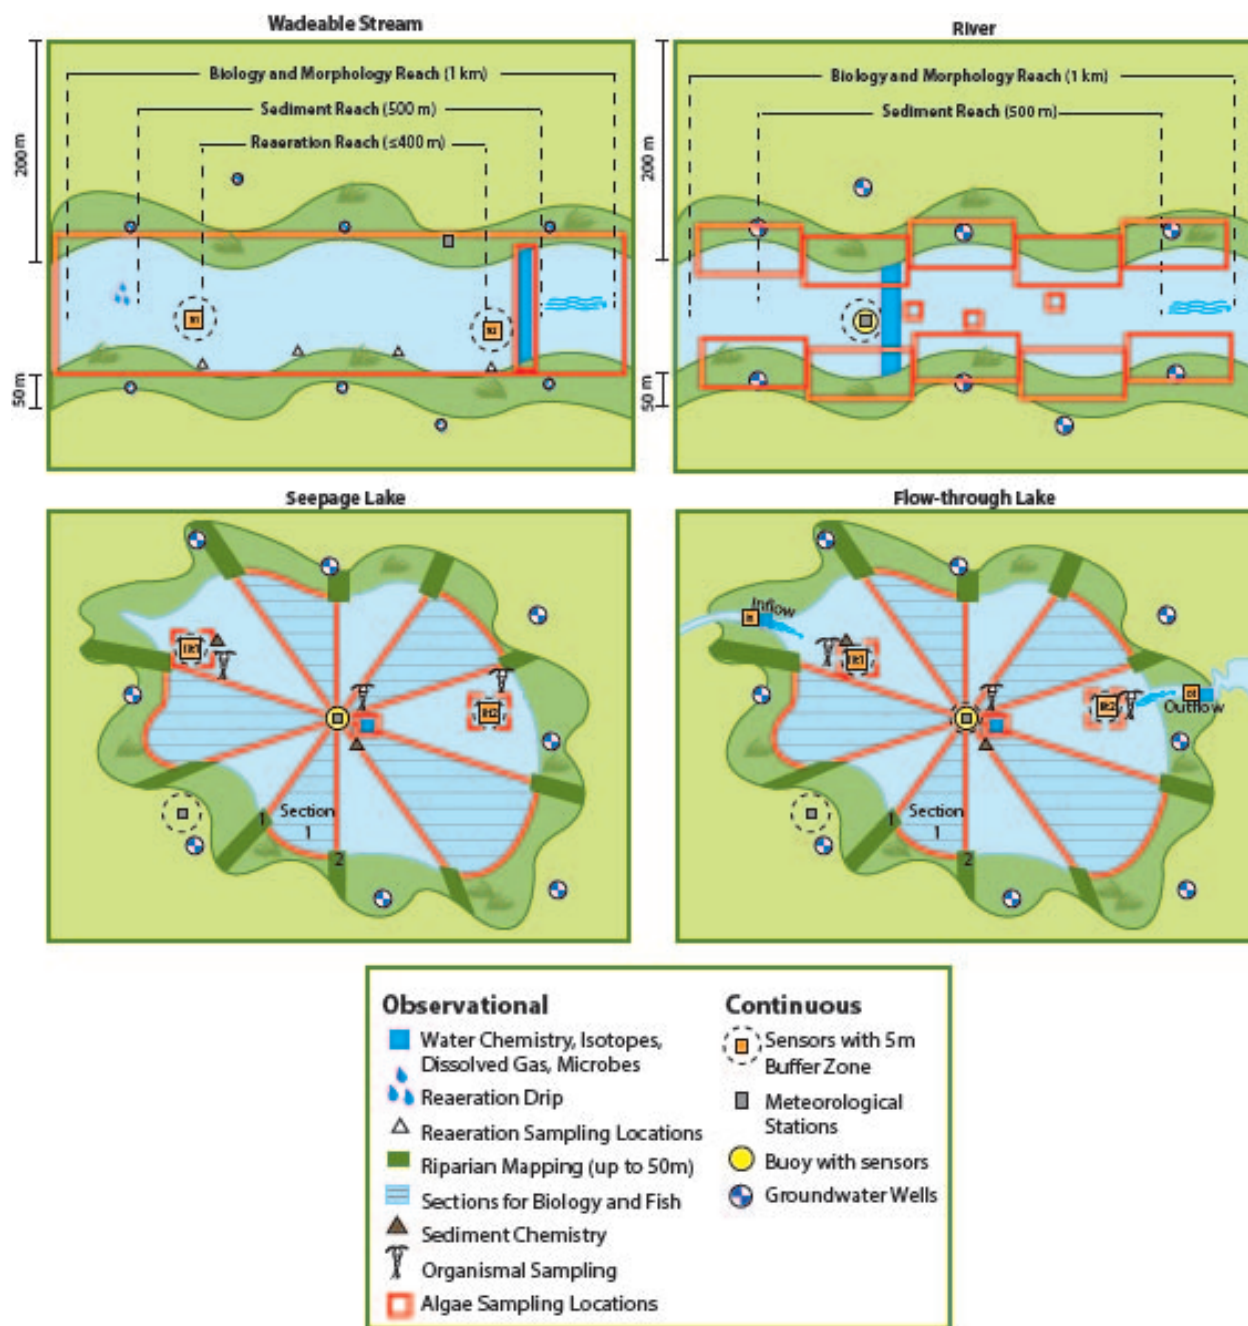 Wadeable Stream
Biology and Morphology Reach (1 km)
Sediment Reach (500 m)
Reaeration Reach (≤400 m)
200 m
50 m
River
Biology and Morphology Reach (1 km)
Sediment Reach (500 m)
200 m
50 m
Seepage Lake
Section
1
1
2
Flow-through Lake
Inflow
Outflow
Section
1
1
2
Observational
Water Chemistry, Isotopes,
Dissolved Gas, Microbes
Reaeration Drip
Reaeration Sampling Locations
Riparian Mapping (up to 50m)
Sections for Biology and Fish
Sediment Chemistry
Organismal Sampling
Algae Sampling Locations
Continuous
Sensors with 5m
Buffer Zone
Meteorological
Stations
Buoy with sensors
Groundwater Wells